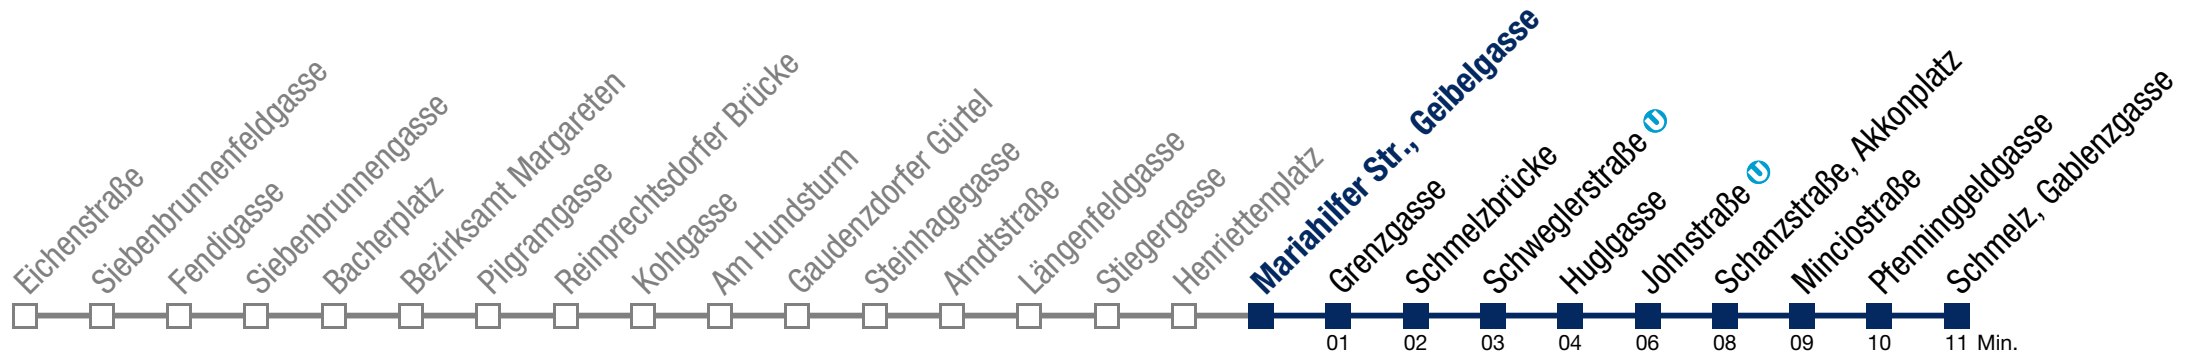 Eichenstraße
Siebenbrunnenfeldgasse
Fendigasse
Siebenbrunnengasse
Bacherplatz
Bezirksamt Margareten
Pilgramgasse
Reinprechtsdorfer Brücke
Kohlgasse
Am Hundsturm
Gaudenzdorfer Gürtel
Steinhagegasse
Arndtstraße
Längenfeldgasse
Stiegergasse
Henriettenplatz
Mariahilfer Str., Geibelgasse
Grenzgasse
Schmelzbrücke
Schweglerstraße U
Huglgasse
Johnstraße U
Schanzstraße, Akkonplatz
Minciostraße
Pfenninggeldgasse
Schmelz, Gablenzgasse
01 02 03 04 06 08 09 10 11 Min.